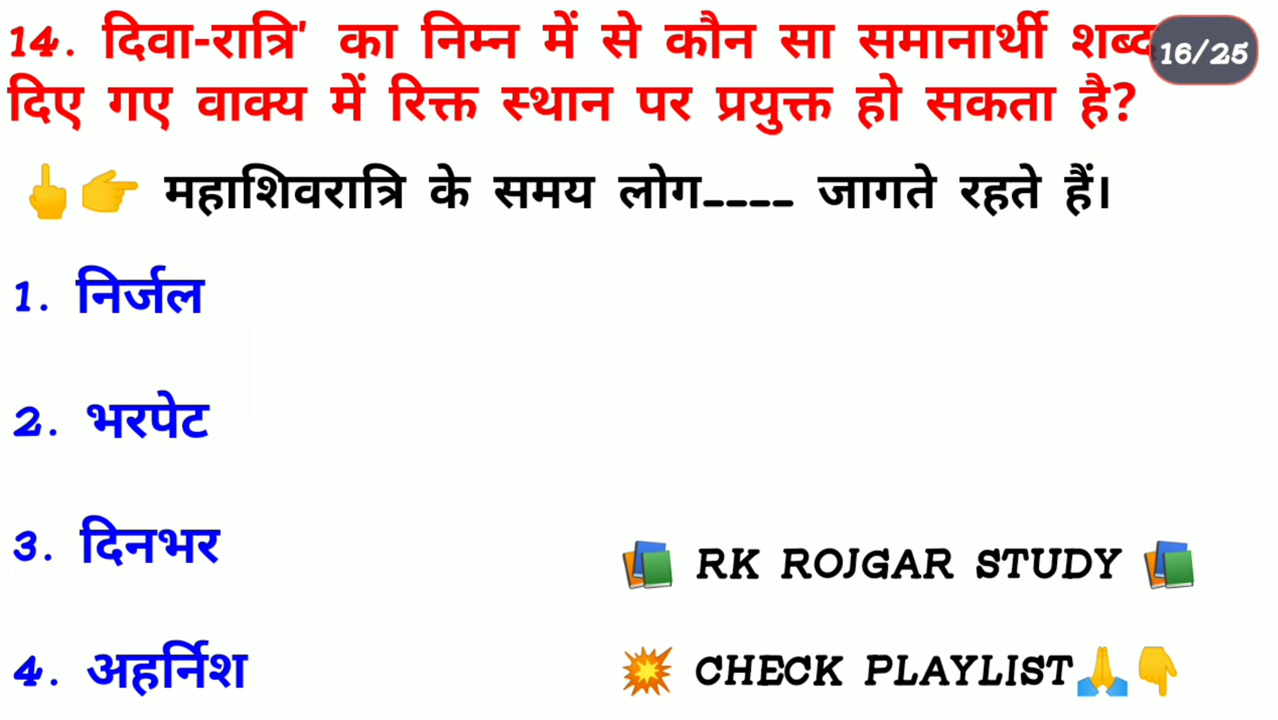 14. दिवा-रात्रि' का निम्न में से कौन सा समानार्थी शब्द
16/25
दिए गए वाक्य में रिक्त स्थान पर प्रयुक्त हो सकता है?
महाशिवरात्रि के समय लोग---- जागते रहते हैं।
1. निर्जल
2. भरपेट
3. दिनभर
RK ROJGAR STUDY
4. अहर्निश
CHECK PLAYLIST